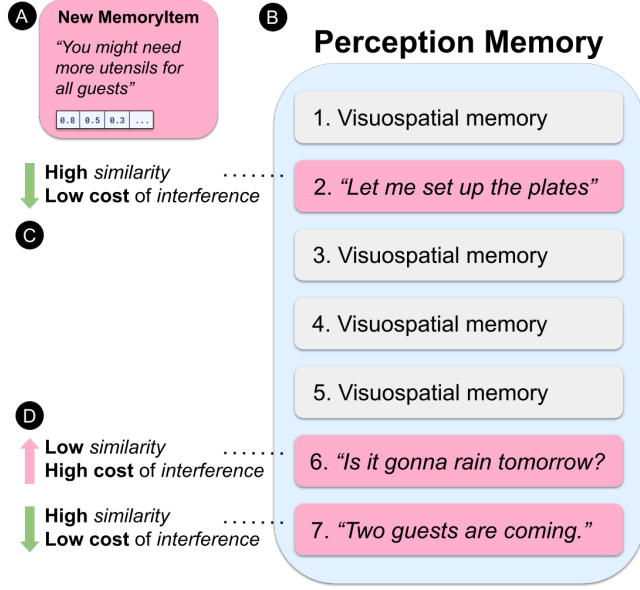 A
New MemoryItem
“You might need
more utensils for
all guests”
0.8 0.5 0.3 ...
B
Perception Memory
1. Visuospatial memory
High similarity
Low cost of interference
2. “Let me set up the plates”
C
3. Visuospatial memory
4. Visuospatial memory
5. Visuospatial memory
D
Low similarity
High cost of interference
6. “Is it gonna rain tomorrow?
High similarity
Low cost of interference
7. “Two guests are coming.”